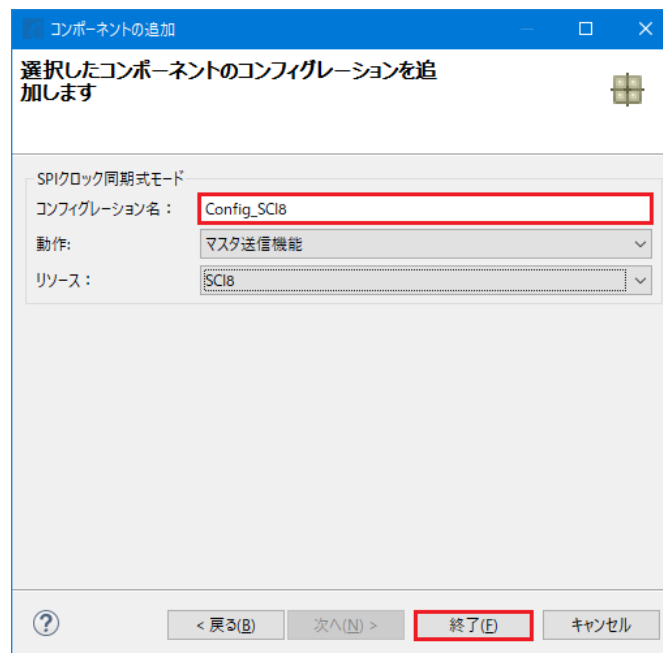 コンポーネントの追加
選択したコンポーネントのコンフィグレーションを追
加します
SPIクロック同期式モード
コンフィグレーション名：
Config_SCI8
動作:
マスタ送信機能
リソース：
SCI8
?
< 戻る(B)
次へ(N) >
終了(F)
キャンセル